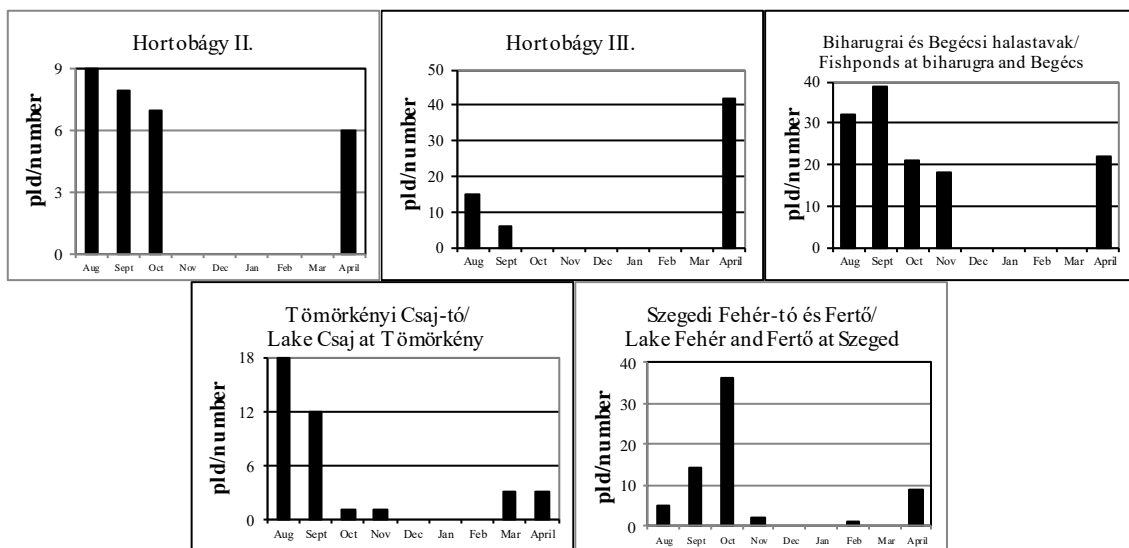 Hortobágy II.
pld/number
9
6
3
0
Aug Sept Oct Nov Dec Jan Feb Mar April
Hortobágy III.
pld/number
50
40
30
20
10
0
Aug Sept Oct Nov Dec Jan Feb Mar April
Biharugrai és Begécsi halastavak/
Fishponds at biharugra and Begécs
pld/number
40
30
20
10
0
Aug Sept Oct Nov Dec Jan Feb Mar April
Tömörkényi Csaj-tó/
Lake Csaj at Tömörkény
pld/number
18
12
6
0
Aug Sept Oct Nov Dec Jan Feb Mar April
Szegedi Fehér-tó és Fertő/
Lake Fehér and Fertő at Szeged
pld/number
40
30
20
10
0
Aug Sept Oct Nov Dec Jan Feb Mar April